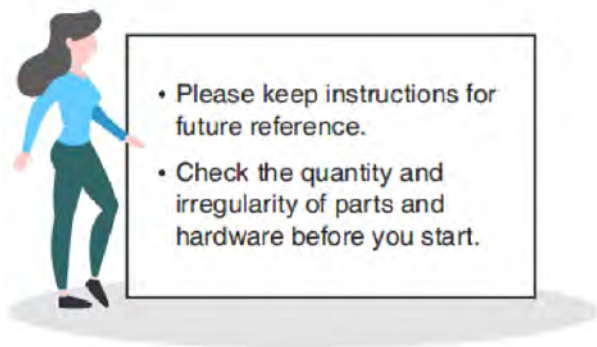 • Please keep instructions for
future reference.
• Check the quantity and
irregularity of parts and
hardware before you start.